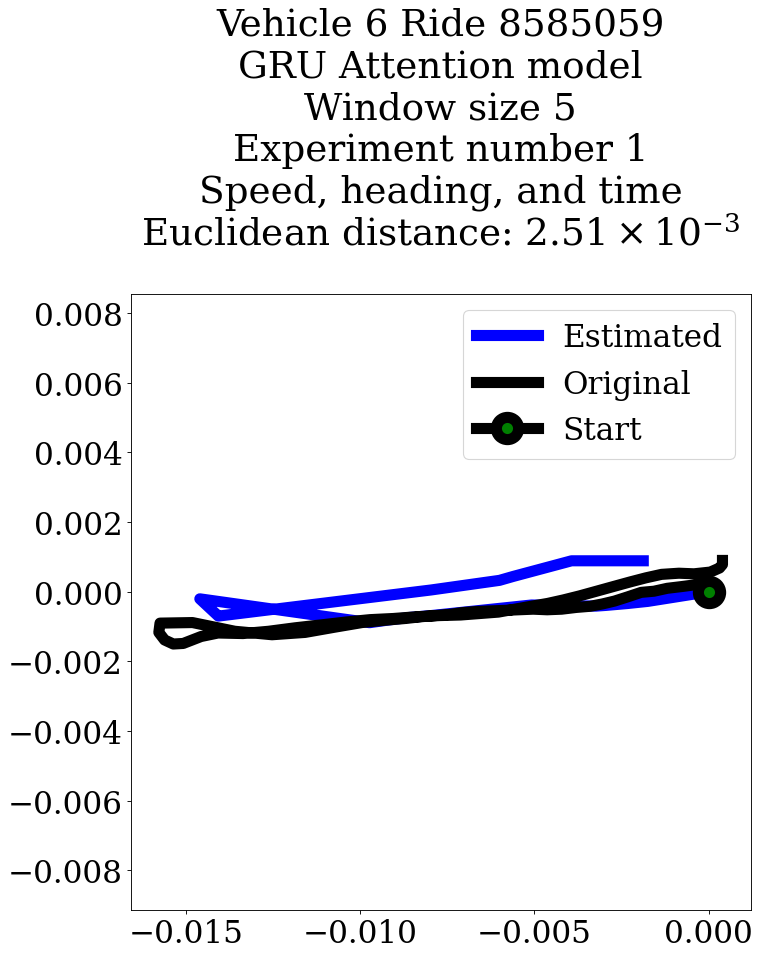 Vehicle 6 Ride 8585059
GRU Attention model
Window size 5
Experiment number 1
Speed, heading, and time
Euclidean distance: 2.51 × 10⁻³
Estimated
Original
Start
0.008
0.006
0.004
0.002
0.000
−0.002
−0.004
−0.006
−0.008
−0.015 −0.010 −0.005 0.000